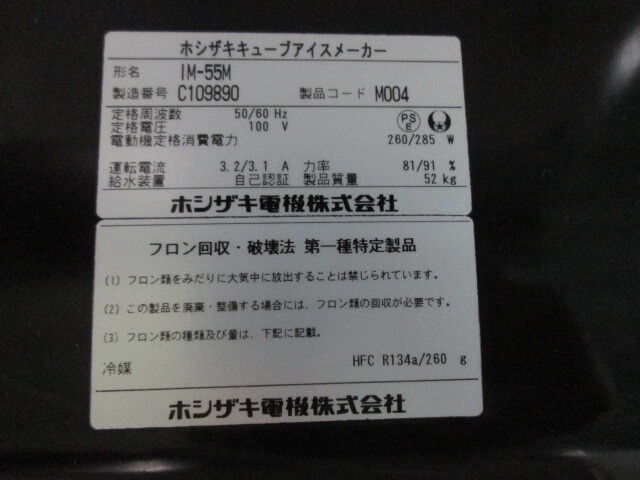 ホシザキキューブアイスメーカー
形名 IM-55M
製造番号 C109890 製品コード M004
定格周波数 50/60 Hz
定格電圧 100 V
PS E
電動機定格消費電力 260/285 W
運転電流 3.2/3.1 A 力率 81/91 %
給水装置 自己認証 製品質量 52 kg
ホシザキ電機株式会社
フロン回収・破壊法 第一種特定製品
(1) フロン類をみだりに大気中に放出することは禁じられています。
(2) この製品を廃棄・整備する場合には、フロン類の回収が必要です。
(3) フロン類の種類及び量は、下記に記載。
冷媒 HFC R134a/260 g
ホシザキ電機株式会社